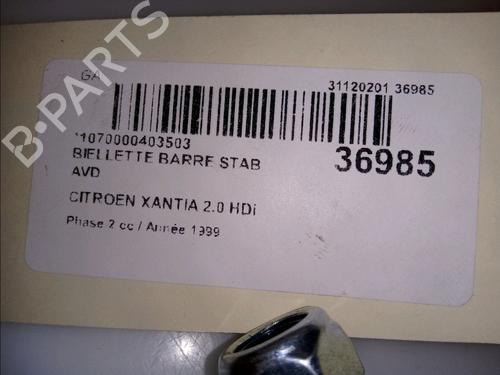 GA
31120201 36985
*1070000403503
BIELLETTE BARRE STAB
36985
AVD
CITROEN XANTIA 2.0 HDi
Phase 2 cc / Année 1999
B-PARTS